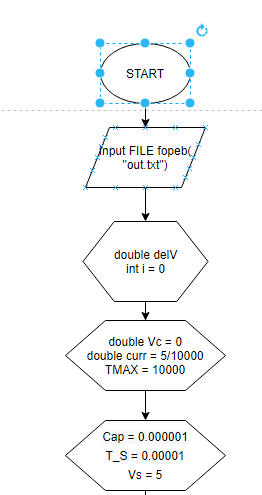 START
Input FILE fopeb(
"out.txt")
double delV
int i = 0
double Vc = 0
double curr = 5/10000
TMAX = 10000
Cap = 0.000001
T_S = 0.00001
Vs = 5